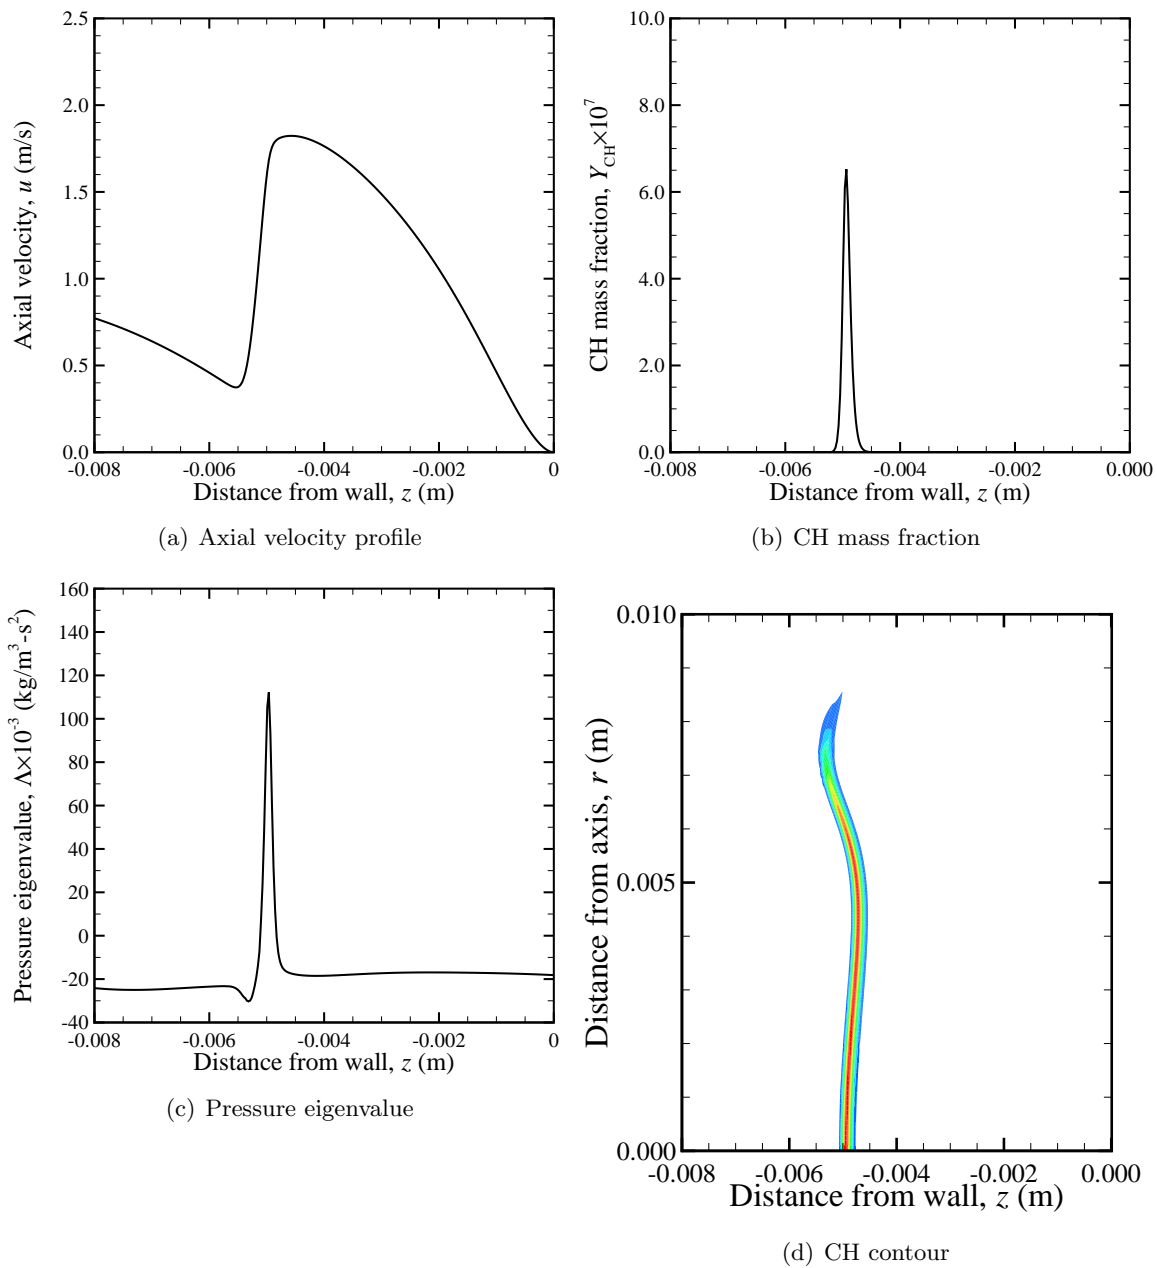 2.5
2.0
1.5
1.0
0.5
0.0
Axial velocity, u (m/s)
-0.008 -0.006 -0.004 -0.002 0
Distance from wall, z (m)
(a) Axial velocity profile
10.0
8.0
6.0
4.0
2.0
0.0
CH mass fraction, Y_CH×10^7
-0.008 -0.006 -0.004 -0.002 0.000
Distance from wall, z (m)
(b) CH mass fraction
160
140
120
100
80
60
40
20
0
-20
-40
Pressure eigenvalue, Λ×10^-3 (kg/m^3-s^2)
-0.008 -0.006 -0.004 -0.002 0
Distance from wall, z (m)
(c) Pressure eigenvalue
0.010
0.005
0.000
Distance from axis, r (m)
-0.008 -0.006 -0.004 -0.002 0.000
Distance from wall, z (m)
(d) CH contour